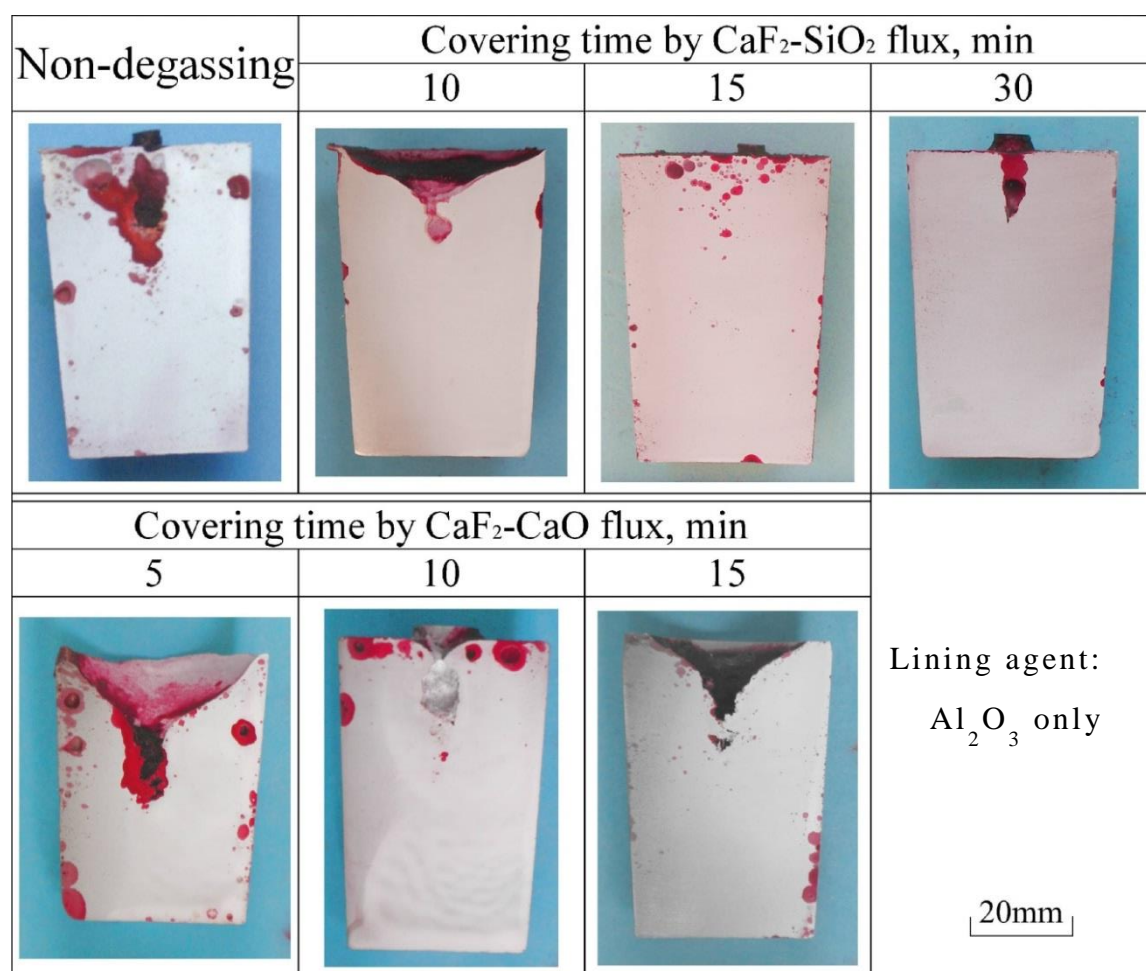 Non-degassing
Covering time by CaF₂-SiO₂ flux, min
10 15 30
Covering time by CaF₂-CaO flux, min
5 10 15
Lining agent:
Al₂O₃ only
20mm